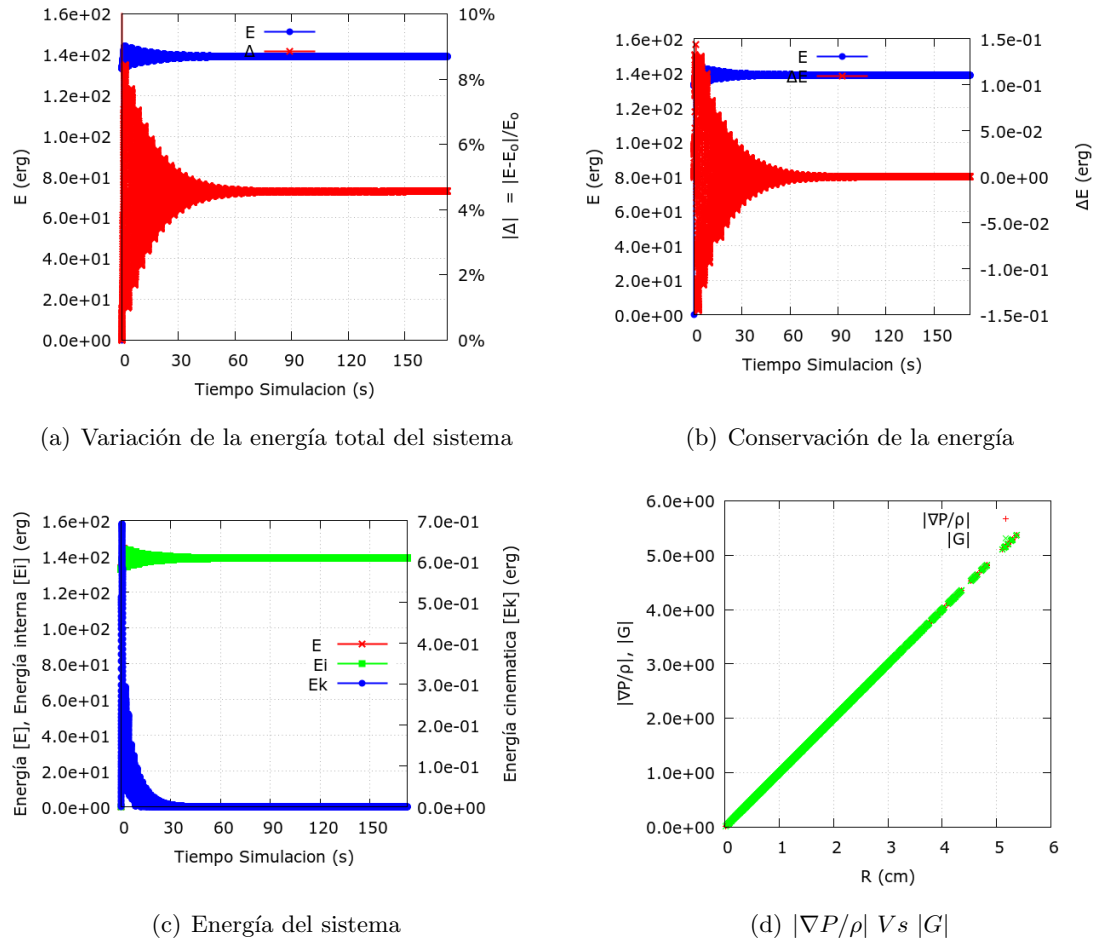 1.6e+02
1.4e+02
1.2e+02
1.0e+02
8.0e+01
6.0e+01
4.0e+01
2.0e+01
0.0e+00
E (erg)
0 30 60 90 120 150
Tiempo Simulacion (s)
10%
8%
6%
4%
2%
0%
|Δ| = |E-Eo|/Eo
E
Δ
(a) Variación de la energía total del sistema
1.6e+02
1.4e+02
1.2e+02
1.0e+02
8.0e+01
6.0e+01
4.0e+01
2.0e+01
0.0e+00
E (erg)
0 30 60 90 120 150
Tiempo Simulacion (s)
1.5e-01
1.0e-01
5.0e-02
0.0e+00
-5.0e-02
-1.0e-01
-1.5e-01
ΔE (erg)
E
ΔE
(b) Conservación de la energía
1.6e+02
1.4e+02
1.2e+02
1.0e+02
8.0e+01
6.0e+01
4.0e+01
2.0e+01
0.0e+00
Energía [E], Energía interna [Ei] (erg)
0 30 60 90 120 150
Tiempo Simulacion (s)
7.0e-01
6.0e-01
5.0e-01
4.0e-01
3.0e-01
2.0e-01
1.0e-01
0.0e+00
Energía cinematica [Ek] (erg)
E
Ei
Ek
(c) Energía del sistema
6.0e+00
5.0e+00
4.0e+00
3.0e+00
2.0e+00
1.0e+00
0.0e+00
|∇P/ρ|, |G|
0 1 2 3 4 5 6
R (cm)
|∇P/ρ|
|G|
(d) |∇P/ρ| Vs |G|